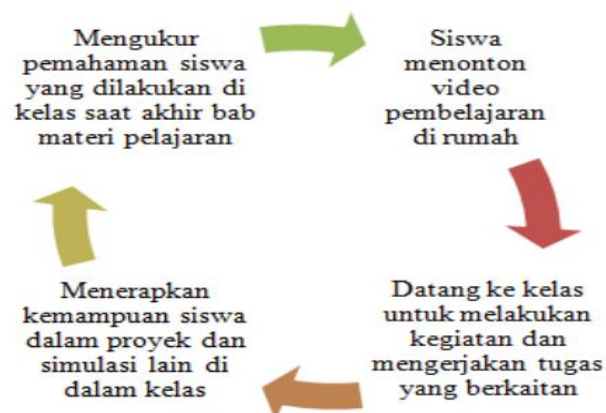 Mengukur
pemahaman siswa
yang dilakukan di
kelas saat akhir bab
materi pelajaran
Siswa
menonton
video
pembelajaran
di rumah
Datang ke kelas
untuk melakukan
kegiatan dan
mengerjakan tugas
yang berkaitan
Menerapkan
kemampuan siswa
dalam proyek dan
simulasi lain di
dalam kelas